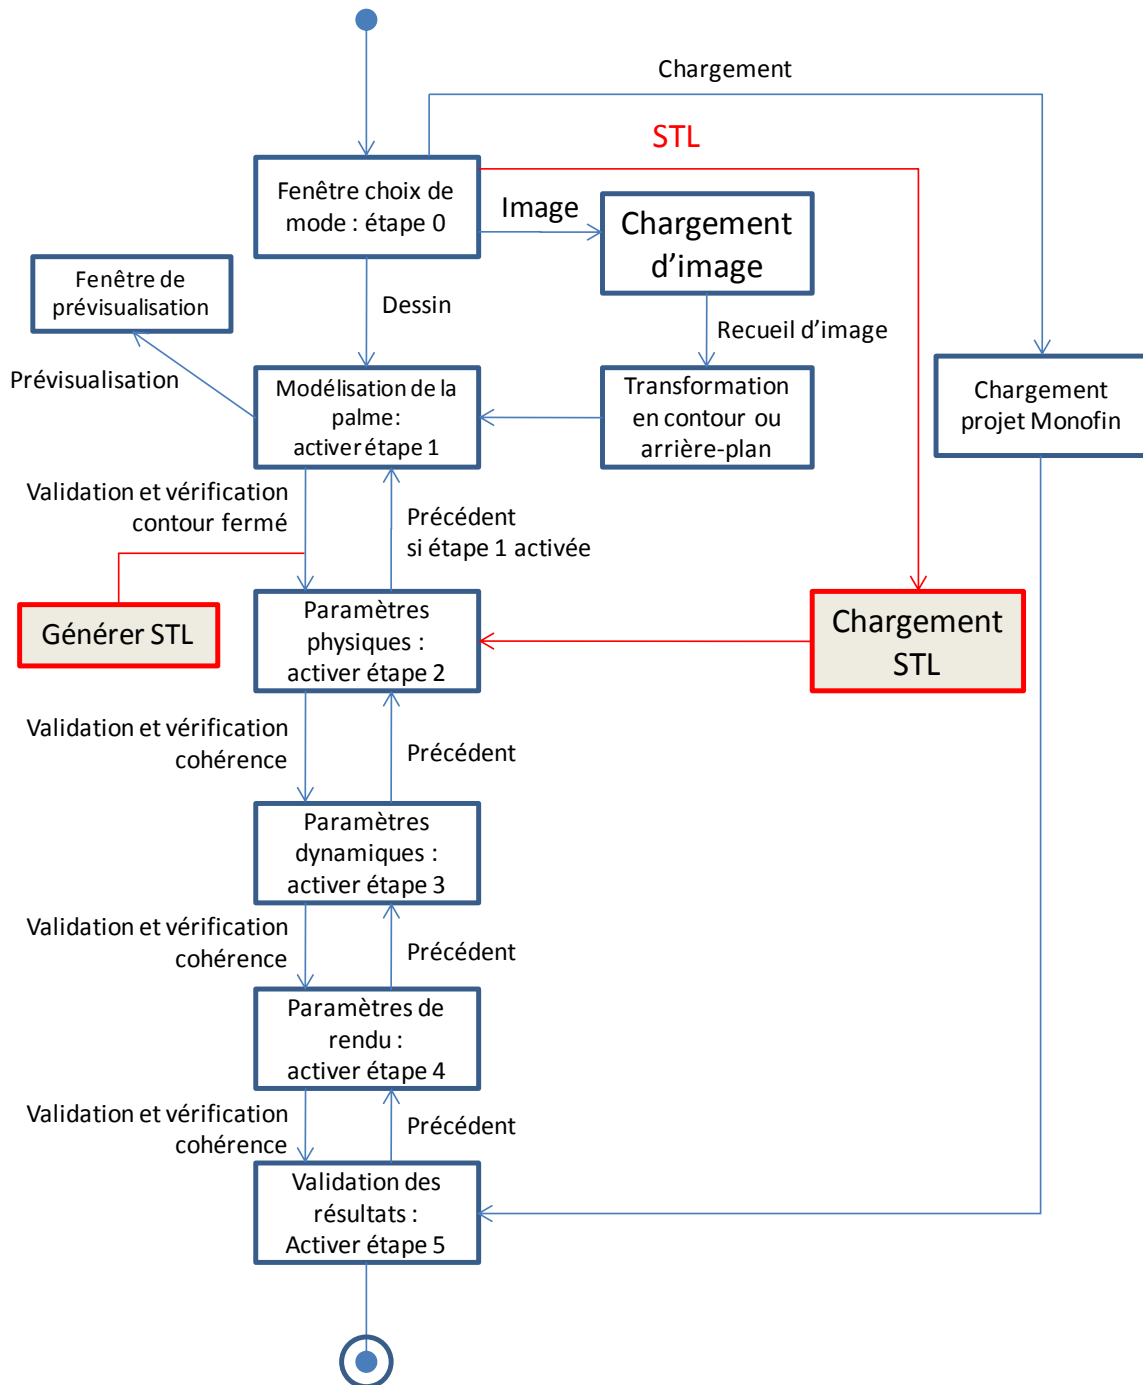 Chargement
STL
Fenêtre choix de
mode : étape 0
Image
Chargement
d’image
Fenêtre de
prévisualisation
Dessin
Recueil d’image
Prévisualisation
Modélisation de la
palme:
activer étape 1
Transformation
en contour ou
arrière-plan
Chargement
projet Monofin
Validation et vérification
contour fermé
Précédent
si étape 1 activée
Générer STL
Paramètres
physiques :
activer étape 2
Chargement
STL
Validation et vérification
cohérence
Précédent
Paramètres
dynamiques :
activer étape 3
Validation et vérification
cohérence
Précédent
Paramètres de
rendu :
activer étape 4
Validation et vérification
cohérence
Précédent
Validation des
résultats :
Activer étape 5